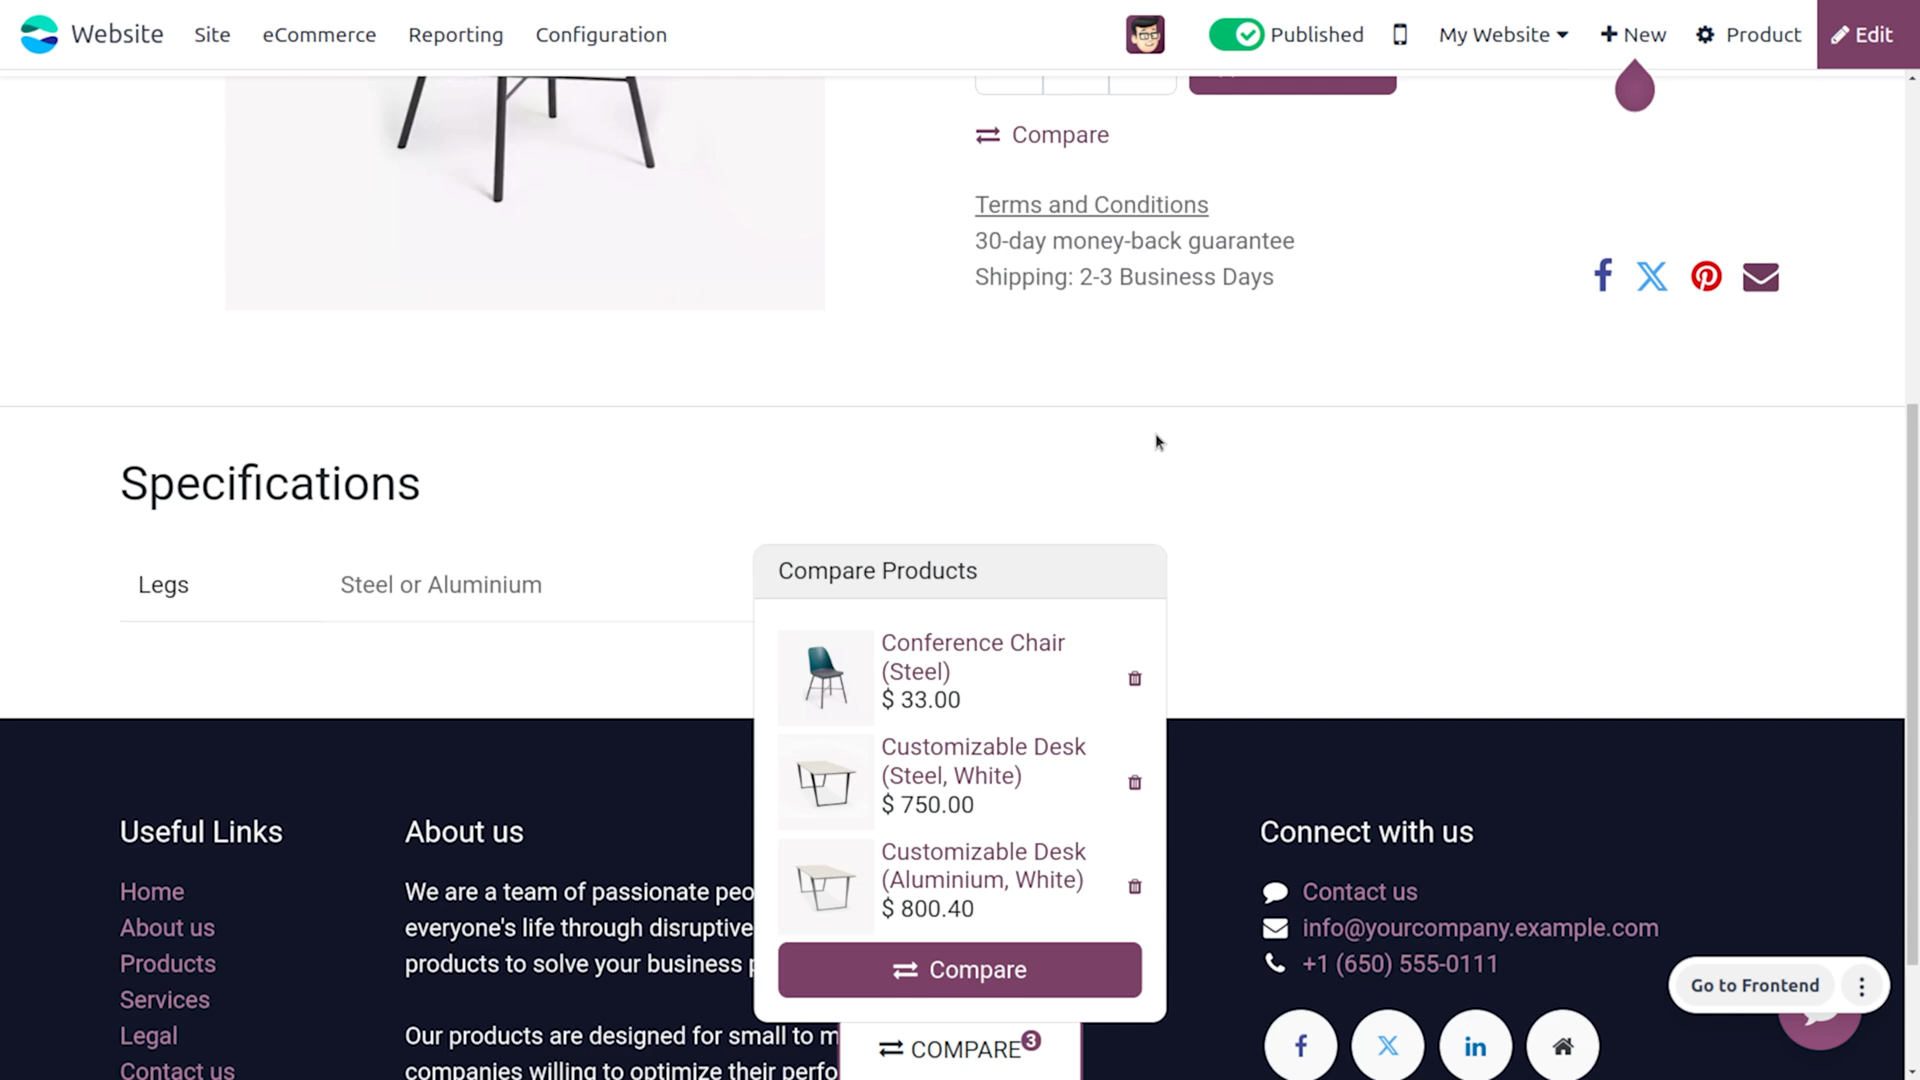 Website
Site
eCommerce
Reporting
Configuration
Published
My Website
New
Product
Edit
Compare
Terms and Conditions
30-day money-back guarantee
Shipping: 2-3 Business Days
Specifications
Legs
Steel or Aluminium
Compare Products
Conference Chair
(Steel)
$ 33.00
Customizable Desk
(Steel, White)
$ 750.00
Customizable Desk
(Aluminium, White)
$ 800.40
Compare
COMPARE 3
Useful Links
Home
About us
Products
Services
Legal
Contact us
About us
We are a team of passionate peo
everyone's life through disruptive
products to solve your business p
Our products are designed for small to m
companies willing to optimize their perfo
Connect with us
Contact us
info@yourcompany.example.com
+1 (650) 555-0111
Go to Frontend